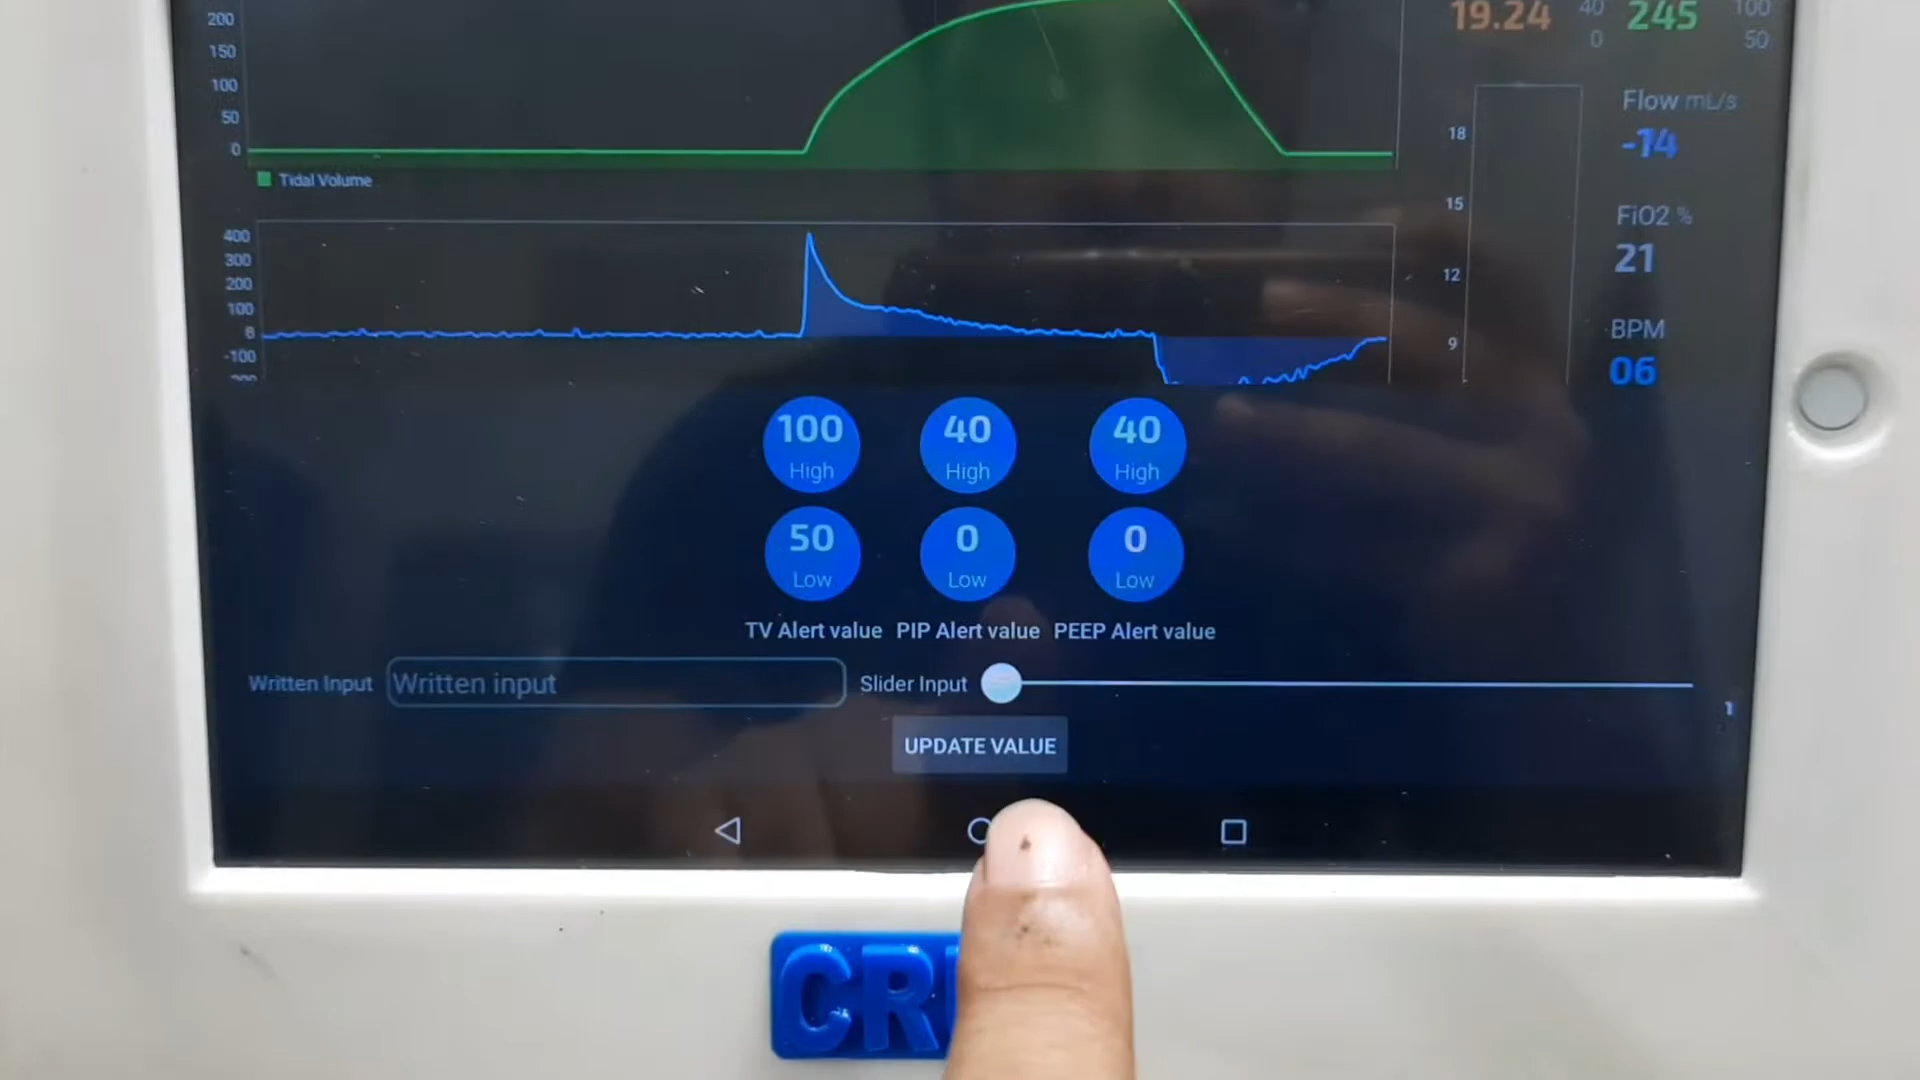 200
19.24 40 245 100
0 50
150
100
50
0
Flow mL/s
-14
18
Tidal Volume
15
FiO2 %
21
400
300
200
100
0
-100
12
9
BPM
06
100 40 40
High High High
50 0 0
Low Low Low
TV Alert value PIP Alert value PEEP Alert value
Written Input Written input Slider Input
UPDATE VALUE
CR